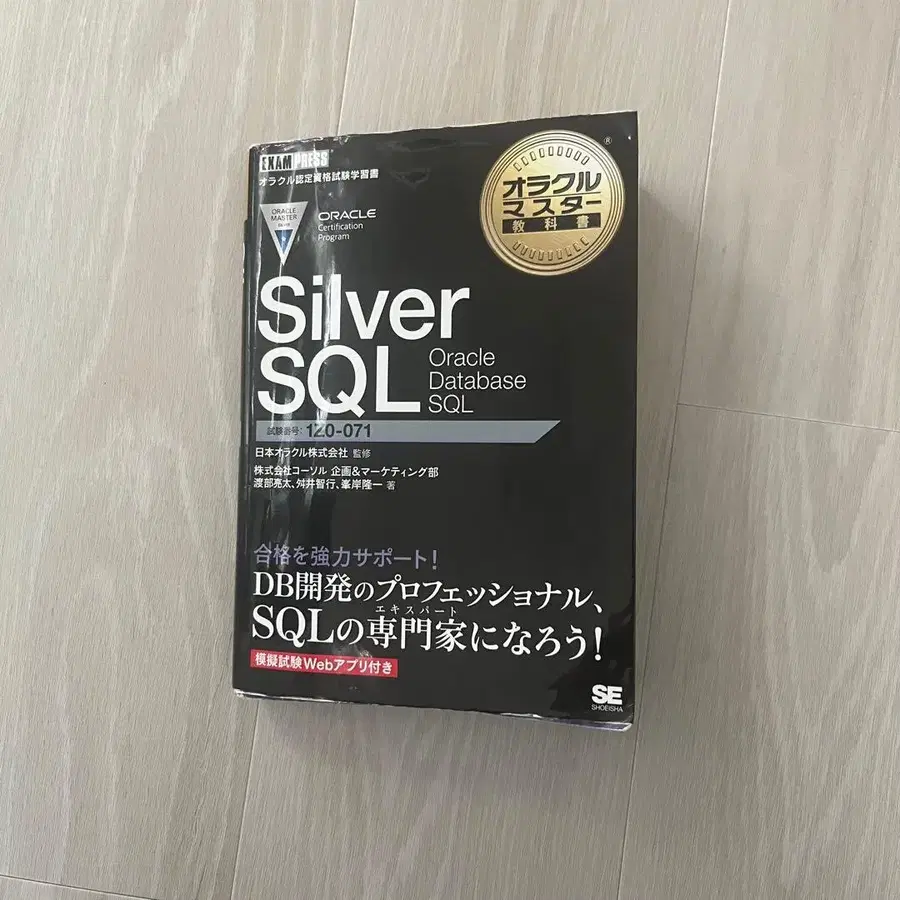 EXAMPRESS®
オラクル認定資格試験学習書
ORACLE
MASTER
ORACLE
Certification
Program
オラクル
マスター
教科書
®
Silver
SQL
Oracle
Database
SQL
試験番号:1Z0-071
日本オラクル株式会社 監修
株式会社コーソル 企画&マーケティング部
渡部亮太、舛井智行、峯岸隆一 著
合格を強力サポート!
DB開発のプロフェッショナル、
エキスパート
SQLの専門家になろう!
模擬試験Webアプリ付き
SE
SHOEISHA